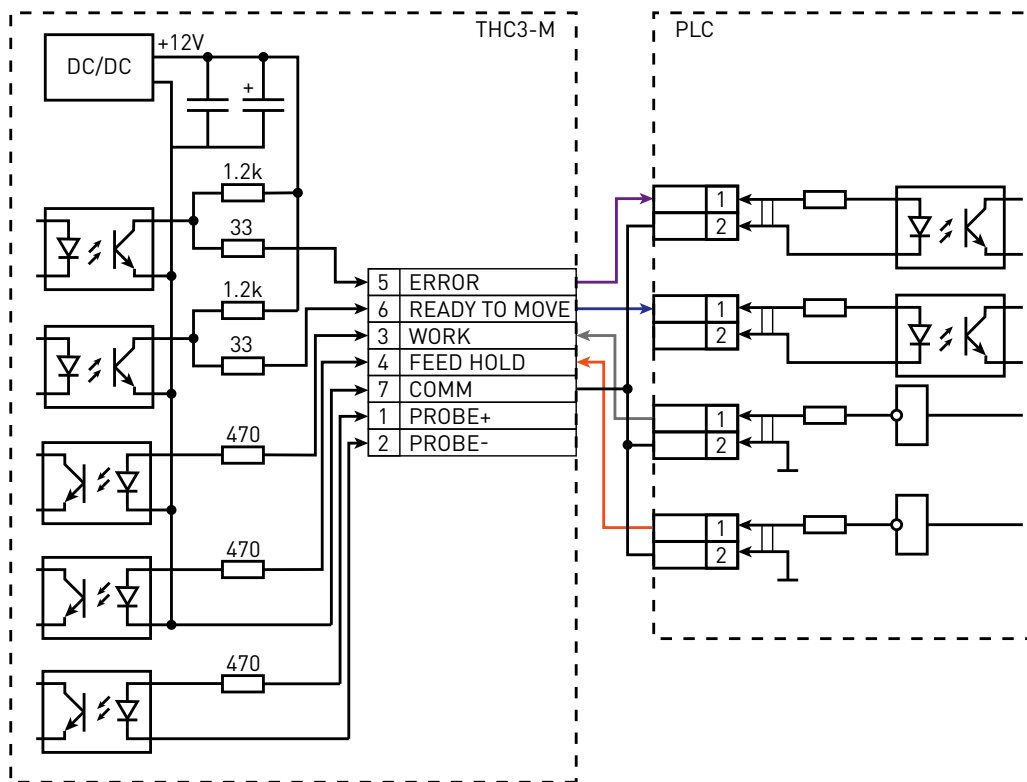 THC3-M
PLC
+12V
DC/DC
+
1.2k
33
1.2k
33
470
470
470
5 ERROR
6 READY TO MOVE
3 WORK
4 FEED HOLD
7 COMM
1 PROBE+
2 PROBE-
1
2
1
2
1
2
1
2